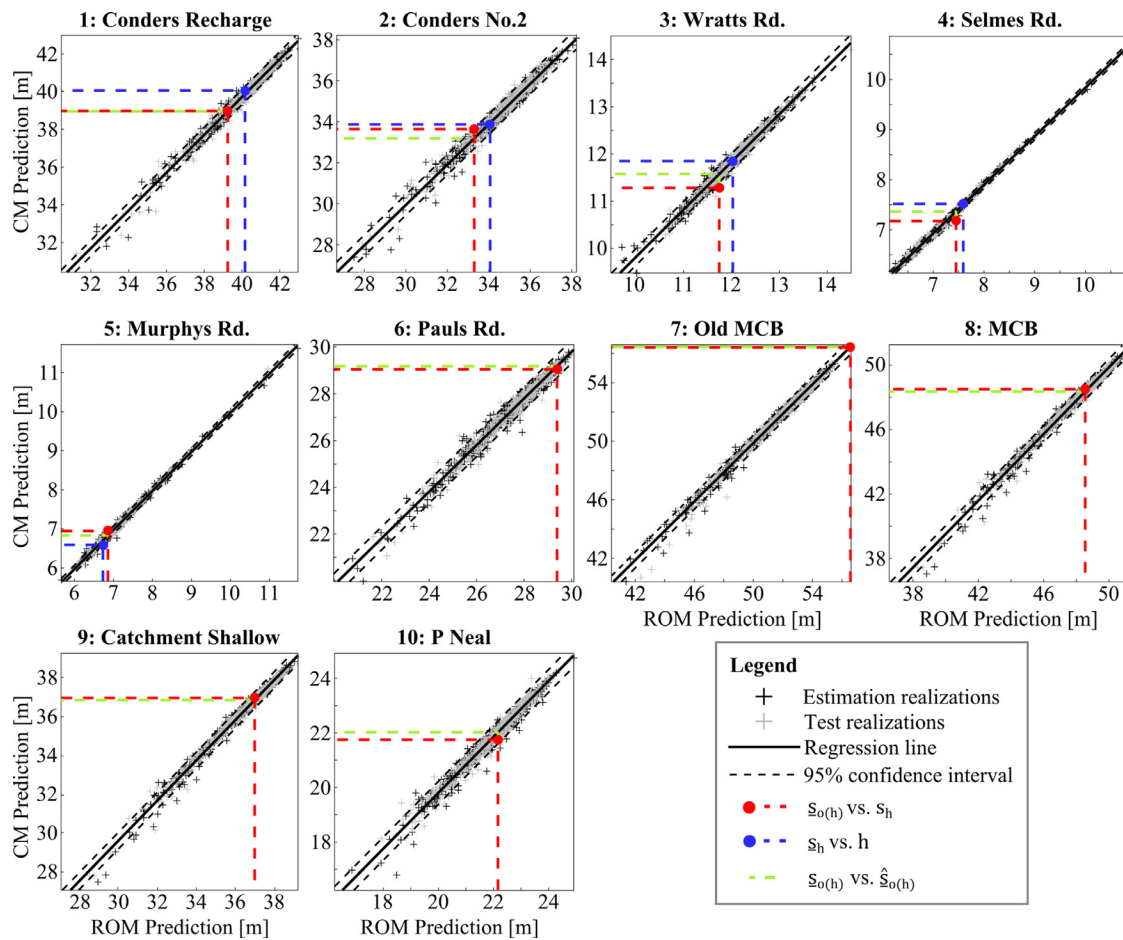 1: Conders Recharge
2: Conders No.2
3: Wratts Rd.
4: Selmes Rd.
CM Prediction [m]
42
40
38
36
34
32
32 34 36 38 40 42
38
36
34
32
30
28
28 30 32 34 36 38
14
13
12
11
10
10 11 12 13 14
10
9
8
7
7 8 9 10
5: Murphys Rd.
6: Pauls Rd.
7: Old MCB
8: MCB
CM Prediction [m]
11
10
9
8
7
6
6 7 8 9 10 11
30
28
26
24
22
22 24 26 28 30
54
50
46
42
42 46 50 54
ROM Prediction [m]
50
46
42
38
38 42 46 50
ROM Prediction [m]
9: Catchment Shallow
10: P Neal
CM Prediction [m]
38
36
34
32
30
28
28 30 32 34 36 38
ROM Prediction [m]
24
22
20
18
18 20 22 24
ROM Prediction [m]
Legend
Estimation realizations
Test realizations
Regression line
95% confidence interval
s̲o(h) vs. sh
s̲h vs. h
s̲o(h) vs. ŝ̲o(h)